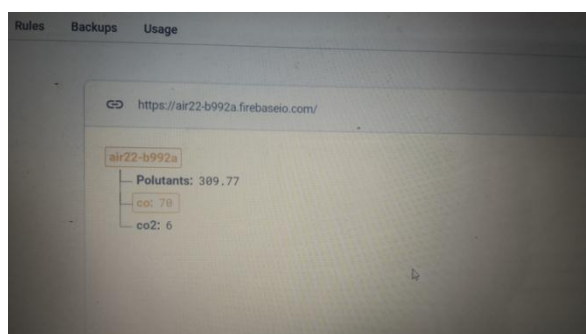 Rules Backups Usage
https://air22-b992a.firebaseio.com/
air22-b992a
Polutants: 309.77
co: 70
co2: 6